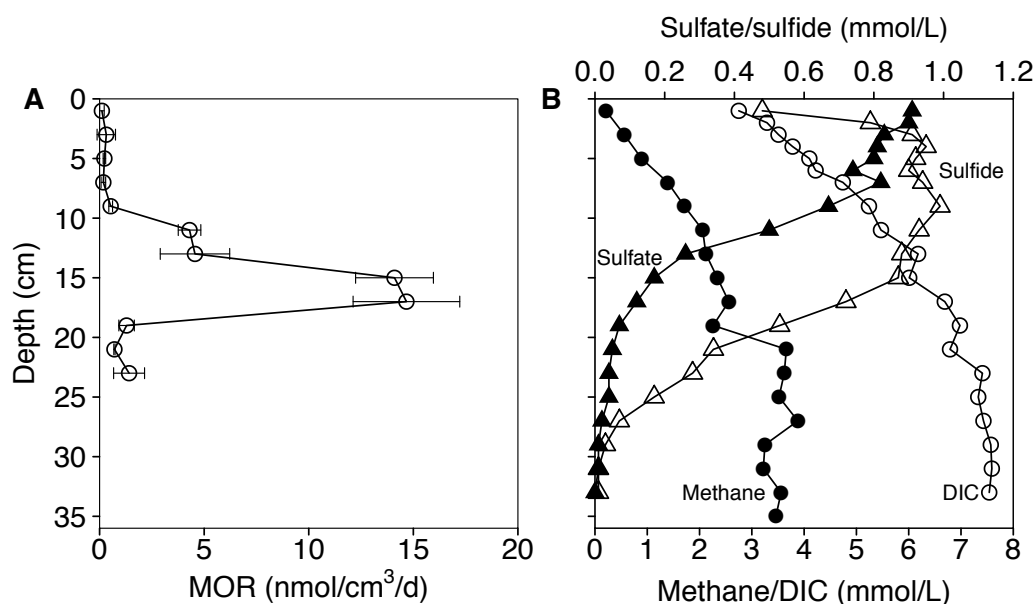 Sulfate/sulfide (mmol/L)
0.0 0.2 0.4 0.6 0.8 1.0 1.2
A
B
0
5
10
15
20
25
30
35
Depth (cm)
Sulfide
Sulfate
Methane
DIC
0 5 10 15 20
0 1 2 3 4 5 6 7 8
MOR (nmol/cm³/d)
Methane/DIC (mmol/L)